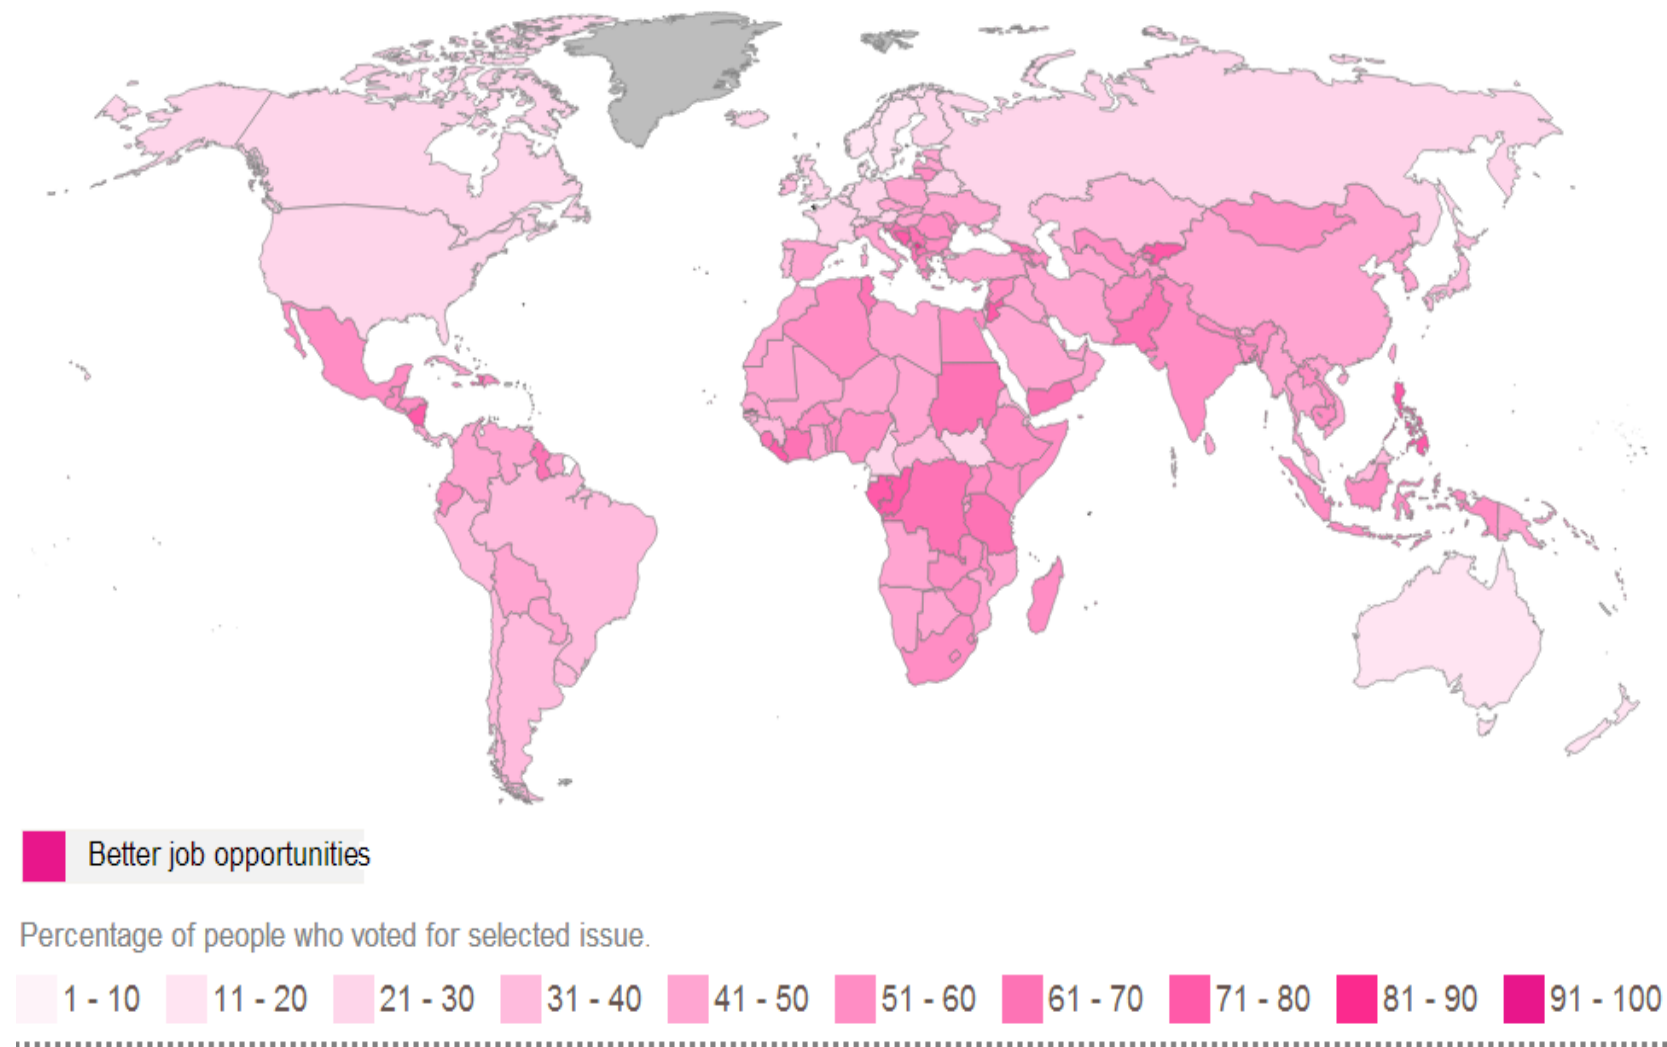 Better job opportunities
Percentage of people who voted for selected issue.
1 - 10 11 - 20 21 - 30 31 - 40 41 - 50 51 - 60 61 - 70 71 - 80 81 - 90 91 - 100